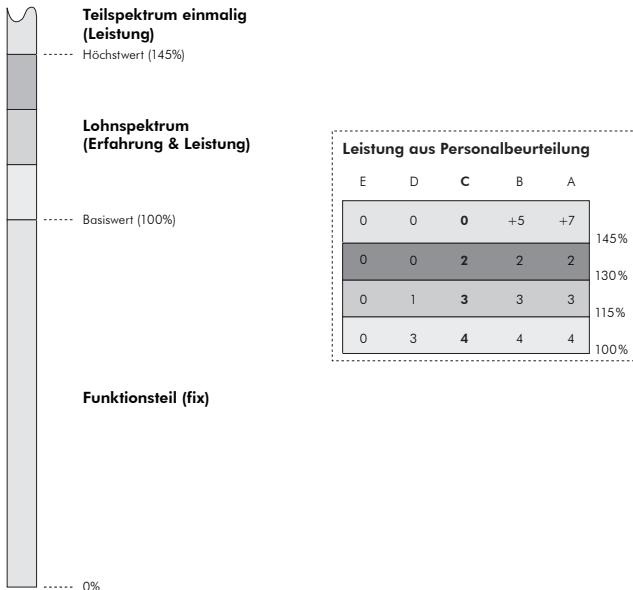 Teilspektrum einmalig
(Leistung)
Höchstwert (145%)
Lohnspektrum
(Erfahrung & Leistung)
Basiswert (100%)
Funktionsteil (fix)
0%
Leistung aus Personalbeurteilung
E D C B A
0 0 0 +5 +7
145%
0 0 2 2 2
130%
0 1 3 3 3
115%
0 3 4 4 4
100%